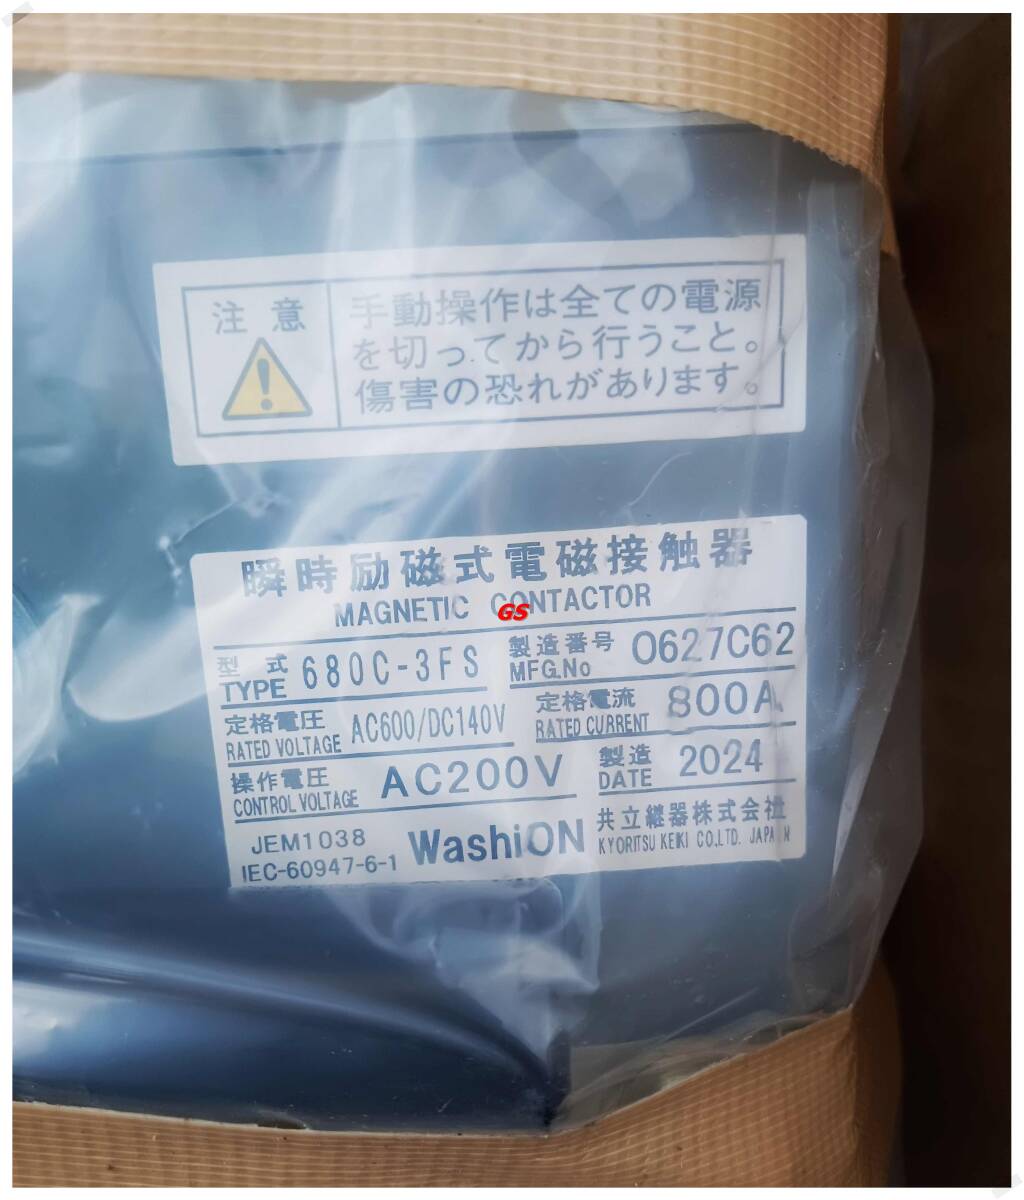 注意
手動操作は全ての電源
を切ってから行うこと。
傷害の恐れがあります。
瞬時励磁式電磁接触器
MAGNETIC CONTACTOR
GS
型式 TYPE 680C-3FS 製造番号 MFG.No 0627C62
定格電圧 RATED VOLTAGE AC600/DC140V 定格電流 RATED CURRENT 800A
操作電圧 CONTROL VOLTAGE AC200V 製造 DATE 2024
JEM1038
IEC-60947-6-1
WashiON
共立継器株式会社
KYORITSU KEIKI CO.,LTD. JAPAN